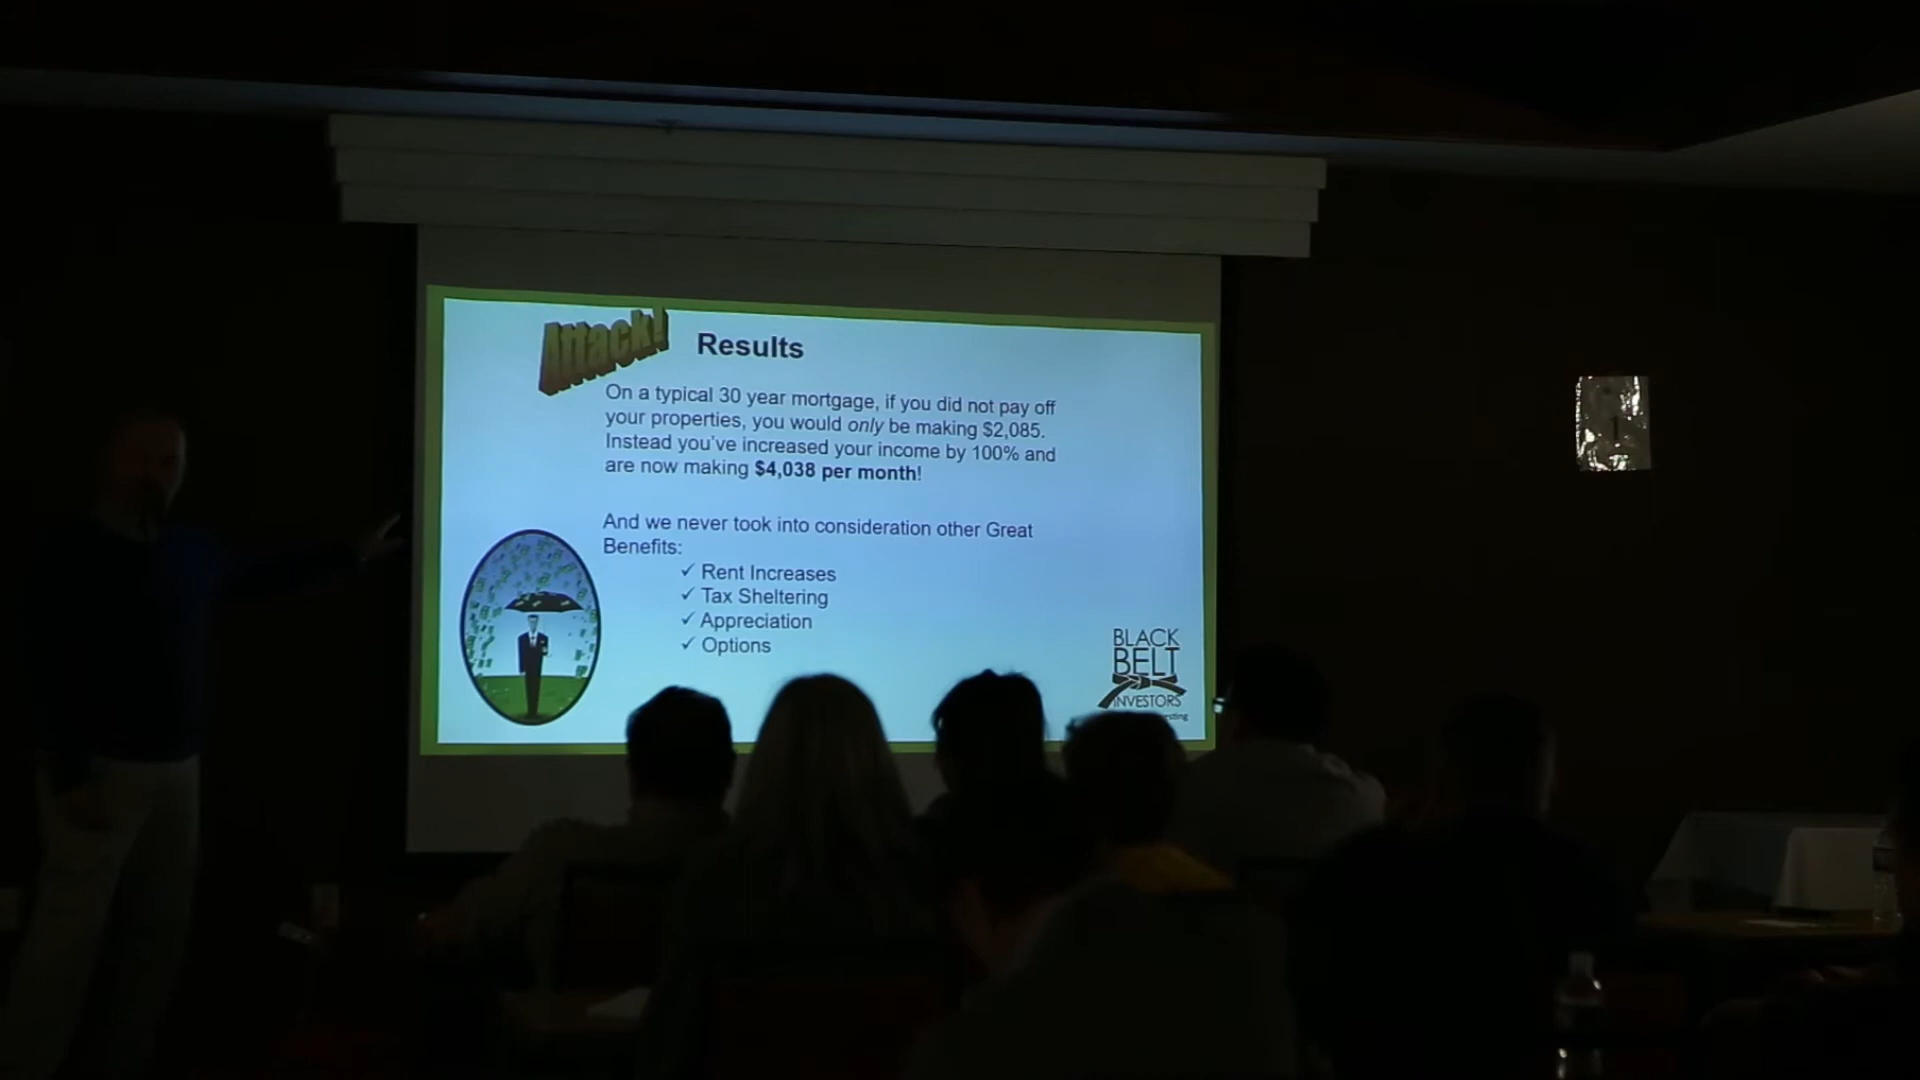 Attack!
Results
On a typical 30 year mortgage, if you did not pay off
your properties, you would only be making $2,085.
Instead you've increased your income by 100% and
are now making $4,038 per month!
And we never took into consideration other Great
Benefits:
✓ Rent Increases
✓ Tax Sheltering
✓ Appreciation
✓ Options
BLACK
BELT
INVESTORS
1